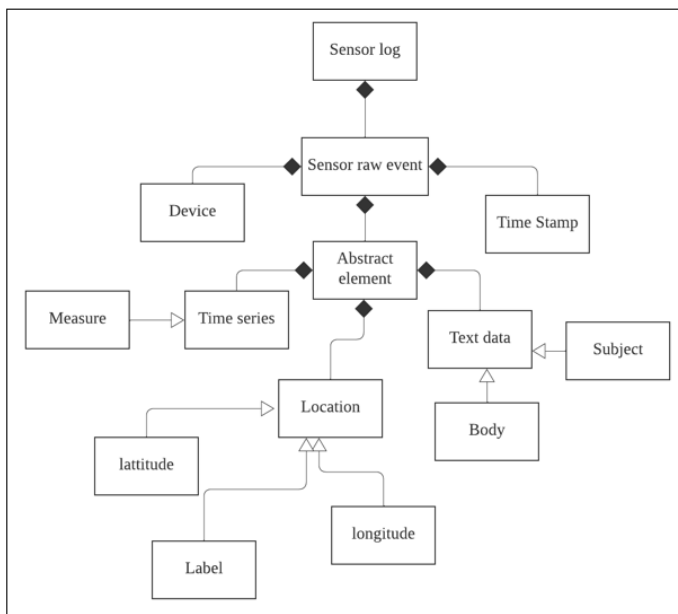 Sensor log
Sensor raw event
Device
Time Stamp
Abstract
element
Measure
Time series
Text data
Subject
Location
Body
lattitude
longitude
Label